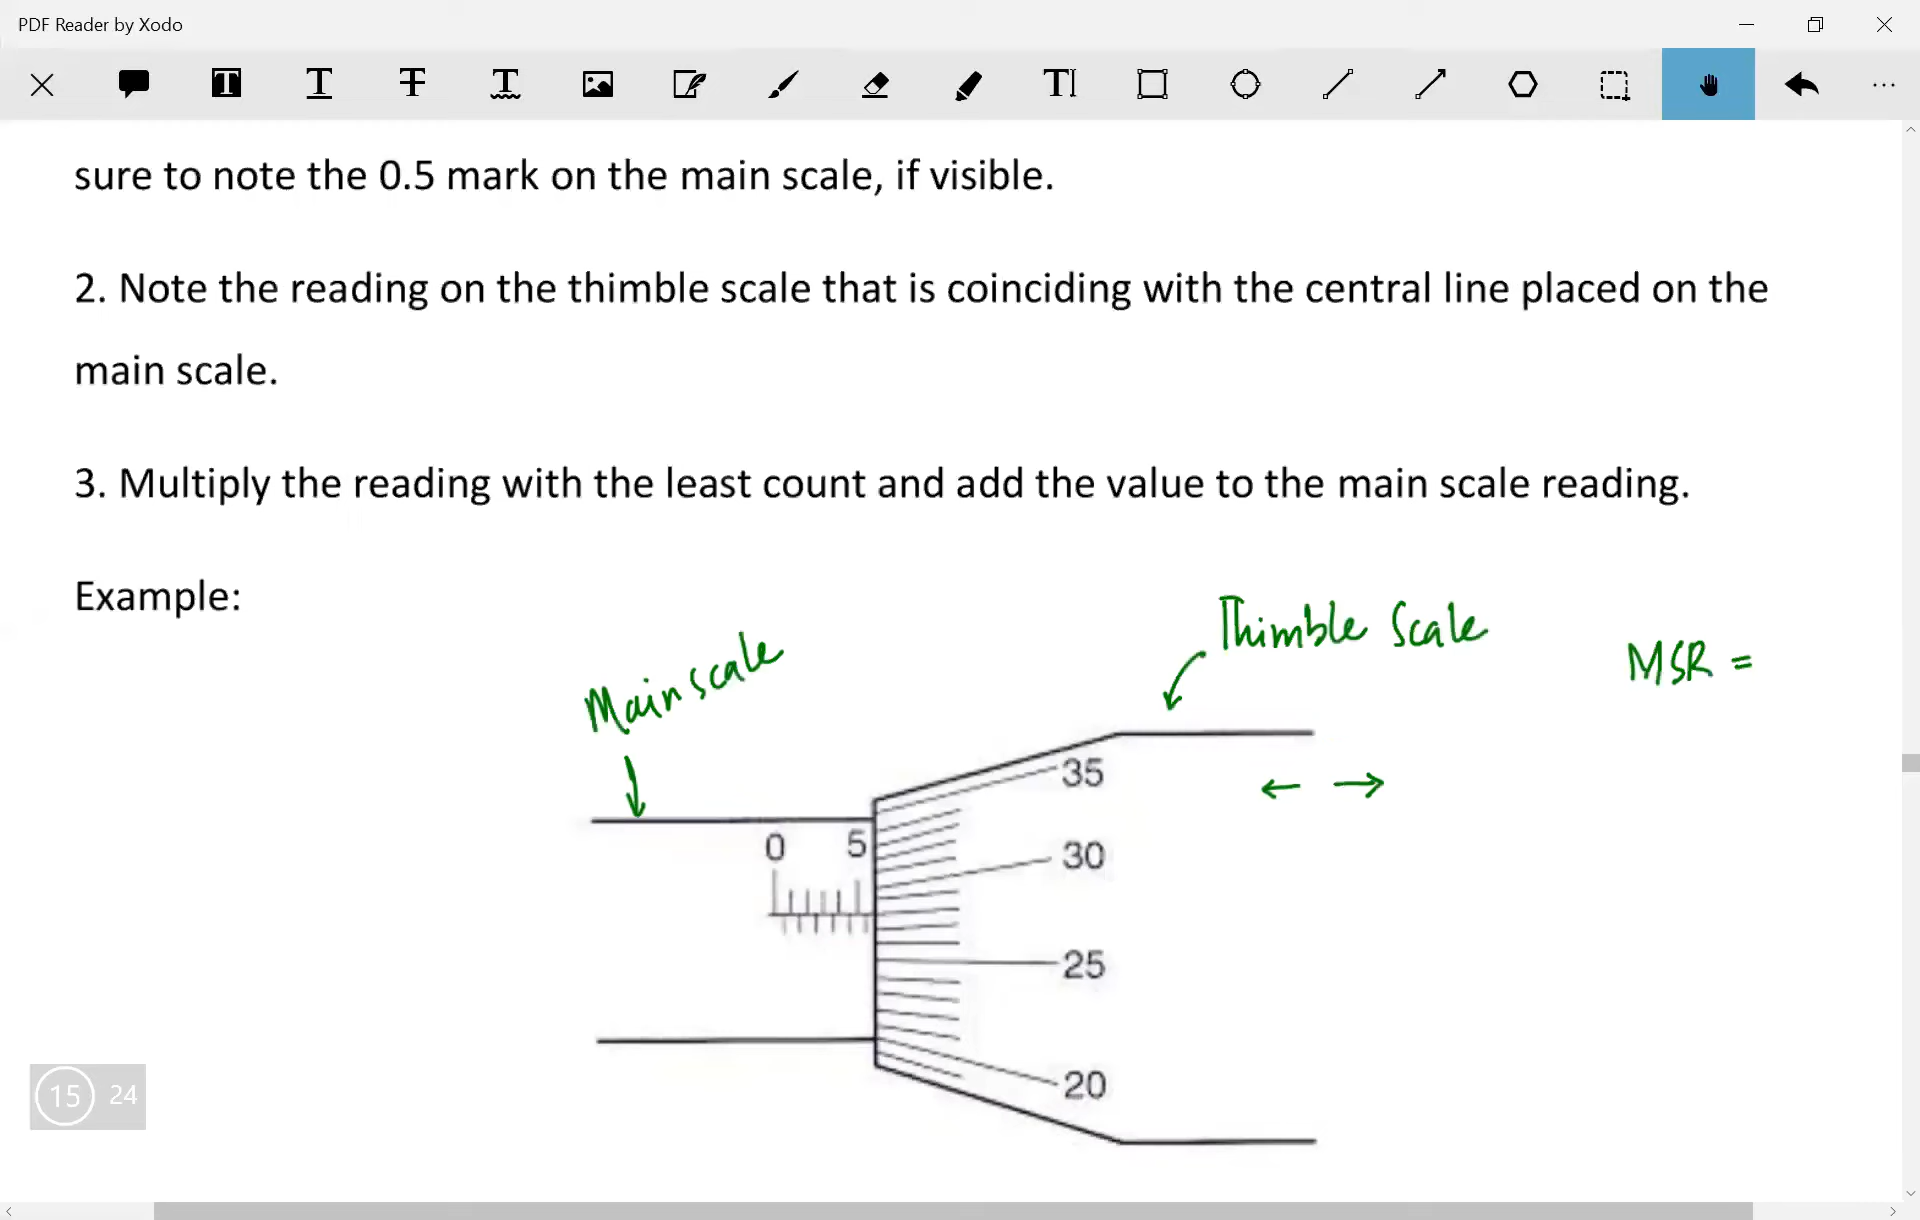 PDF Reader by Xodo
sure to note the 0.5 mark on the main scale, if visible.
2. Note the reading on the thimble scale that is coinciding with the central line placed on the
main scale.
3. Multiply the reading with the least count and add the value to the main scale reading.
Example:
Thimble Scale
Main scale
MSR =
35
0 5
30
25
20
15 24